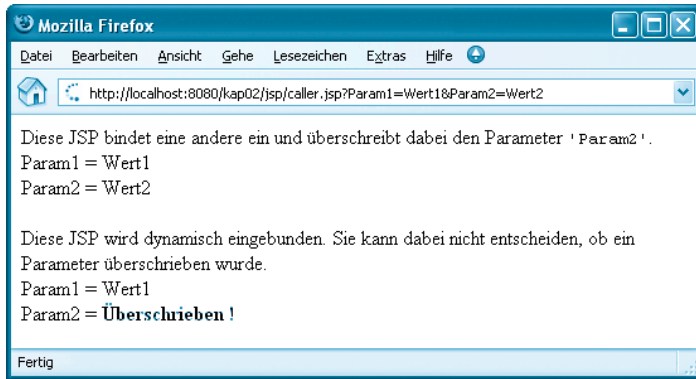 Mozilla Firefox
Datei Bearbeiten Ansicht Gehe Lesezeichen Extras Hilfe
http://localhost:8080/kap02/jsp/caller.jsp?Param1=Wert1&Param2=Wert2
Diese JSP bindet eine andere ein und überschreibt dabei den Parameter 'Param2'.
Param1 = Wert1
Param2 = Wert2
Diese JSP wird dynamisch eingebunden. Sie kann dabei nicht entscheiden, ob ein
Parameter überschrieben wurde.
Param1 = Wert1
Param2 = Überschrieben !
Fertig